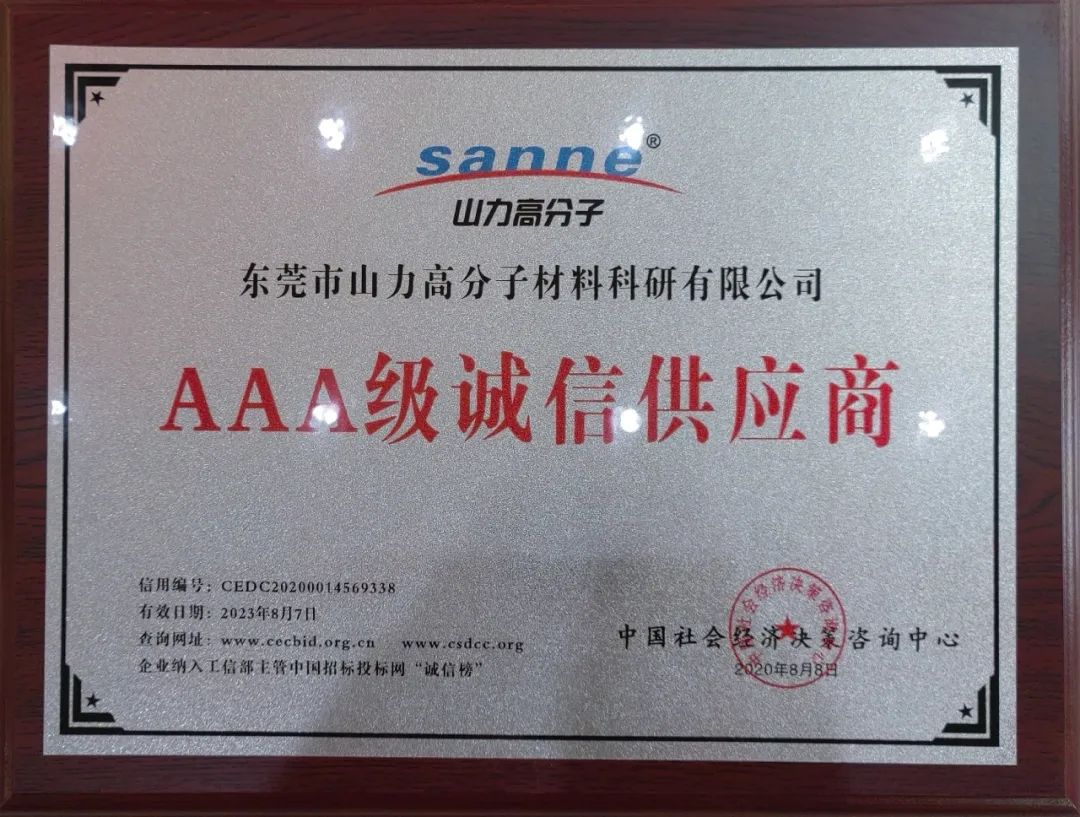 sanne®
山力高分子
东莞市山力高分子材料科研有限公司
AAA级诚信供应商
信用编号：CEDC20200014569338
有效日期：2023年8月7日
查询网址：www.cecbid.org.cn www.csdcc.org
企业纳入工信部主管中国招标投标网“诚信榜”
中国社会经济决策咨询中心
2020年8月8日